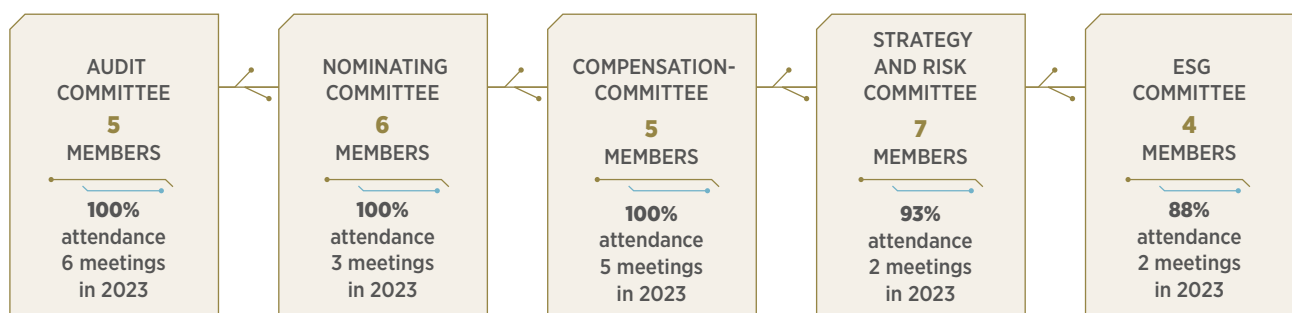 AUDIT
COMMITTEE
5
MEMBERS
100%
attendance
6 meetings
in 2023
NOMINATING
COMMITTEE
6
MEMBERS
100%
attendance
3 meetings
in 2023
COMPENSATION-
COMMITTEE
5
MEMBERS
100%
attendance
5 meetings
in 2023
STRATEGY
AND RISK
COMMITTEE
7
MEMBERS
93%
attendance
2 meetings
in 2023
ESG
COMMITTEE
4
MEMBERS
88%
attendance
2 meetings
in 2023